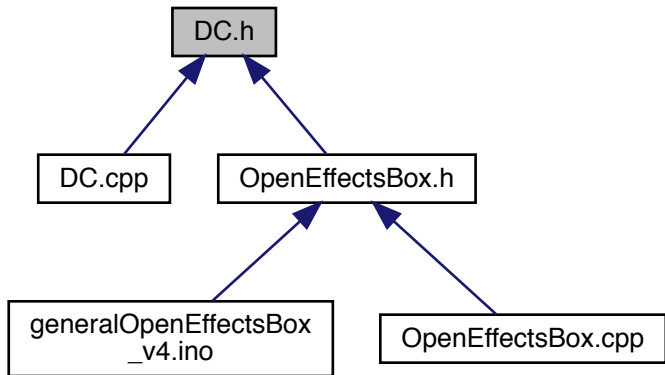 DC.h
DC.cpp
OpenEffectsBox.h
generalOpenEffectsBox
_v4.ino
OpenEffectsBox.cpp